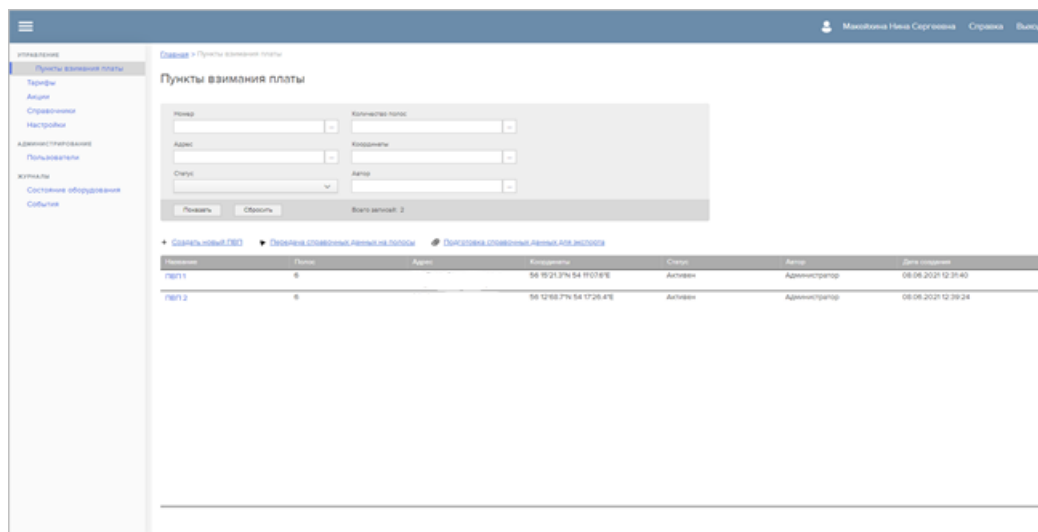 Макойкина Нина Сергеевна Справка Выход
УПРАВЛЕНИЕ
Пункты взимания платы
Тарифы
Акции
Справочники
Настройки
АДМИНИСТРИРОВАНИЕ
Пользователи
ЖУРНАЛЫ
Состояние оборудования
События
Главная > Пункты взимания платы
Пункты взимания платы
Номер Количество полос
Адрес Координаты
Статус Автор
Показать Сбросить Всего записей: 2
+ Создать новый ПВП Передача справочных данных на полосы Подготовка справочных данных для экспорта
Название Полос Адрес Координаты Статус Автор Дата создания
ПВП 1 6 Активен Администратор 08.06.2021 12:31:40
ПВП 2 6 Активен Администратор 08.06.2021 12:39:24